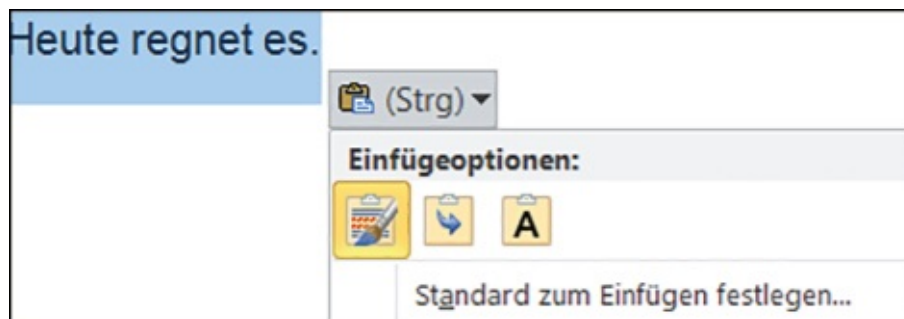 Heute regnet es.
(Strg)
Einfügeoptionen:
A
Standard zum Einfügen festlegen...